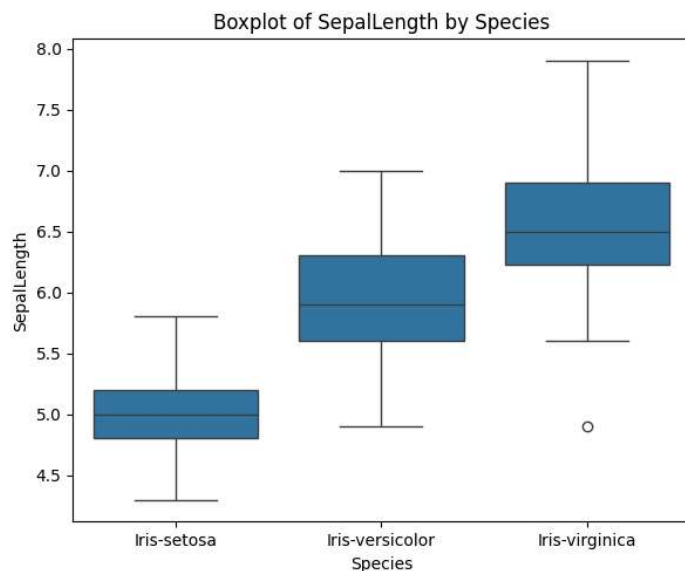 Boxplot of SepalLength by Species
8.0
7.5
7.0
6.5
6.0
5.5
5.0
4.5
SepalLength
Iris-setosa
Iris-versicolor
Iris-virginica
Species